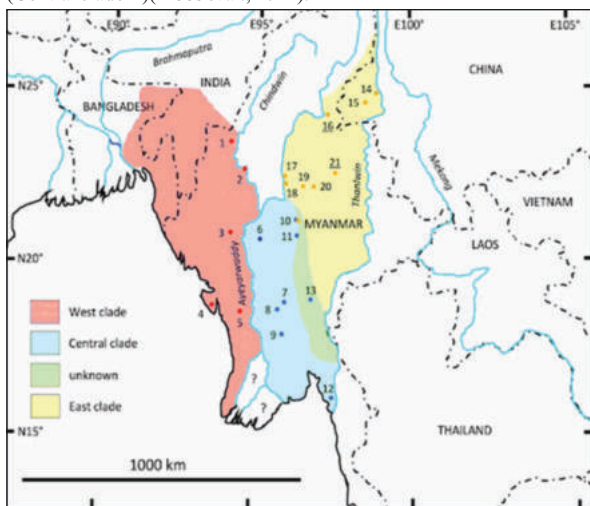 E90°
E95°
E100°
E105°
N25°
N20°
N15°
Brahmaputra
INDIA
Chindwin
CHINA
BANGLADESH
14
15
16
1
2
17
21
18
19
20
Thanlwin
Mekong
VIETNAM
LAOS
3
6
10
11
MYANMAR
Ayeyarwaddy
4
5
7
8
13
9
West clade
Central clade
unknown
East clade
?
?
12
THAILAND
1000 km